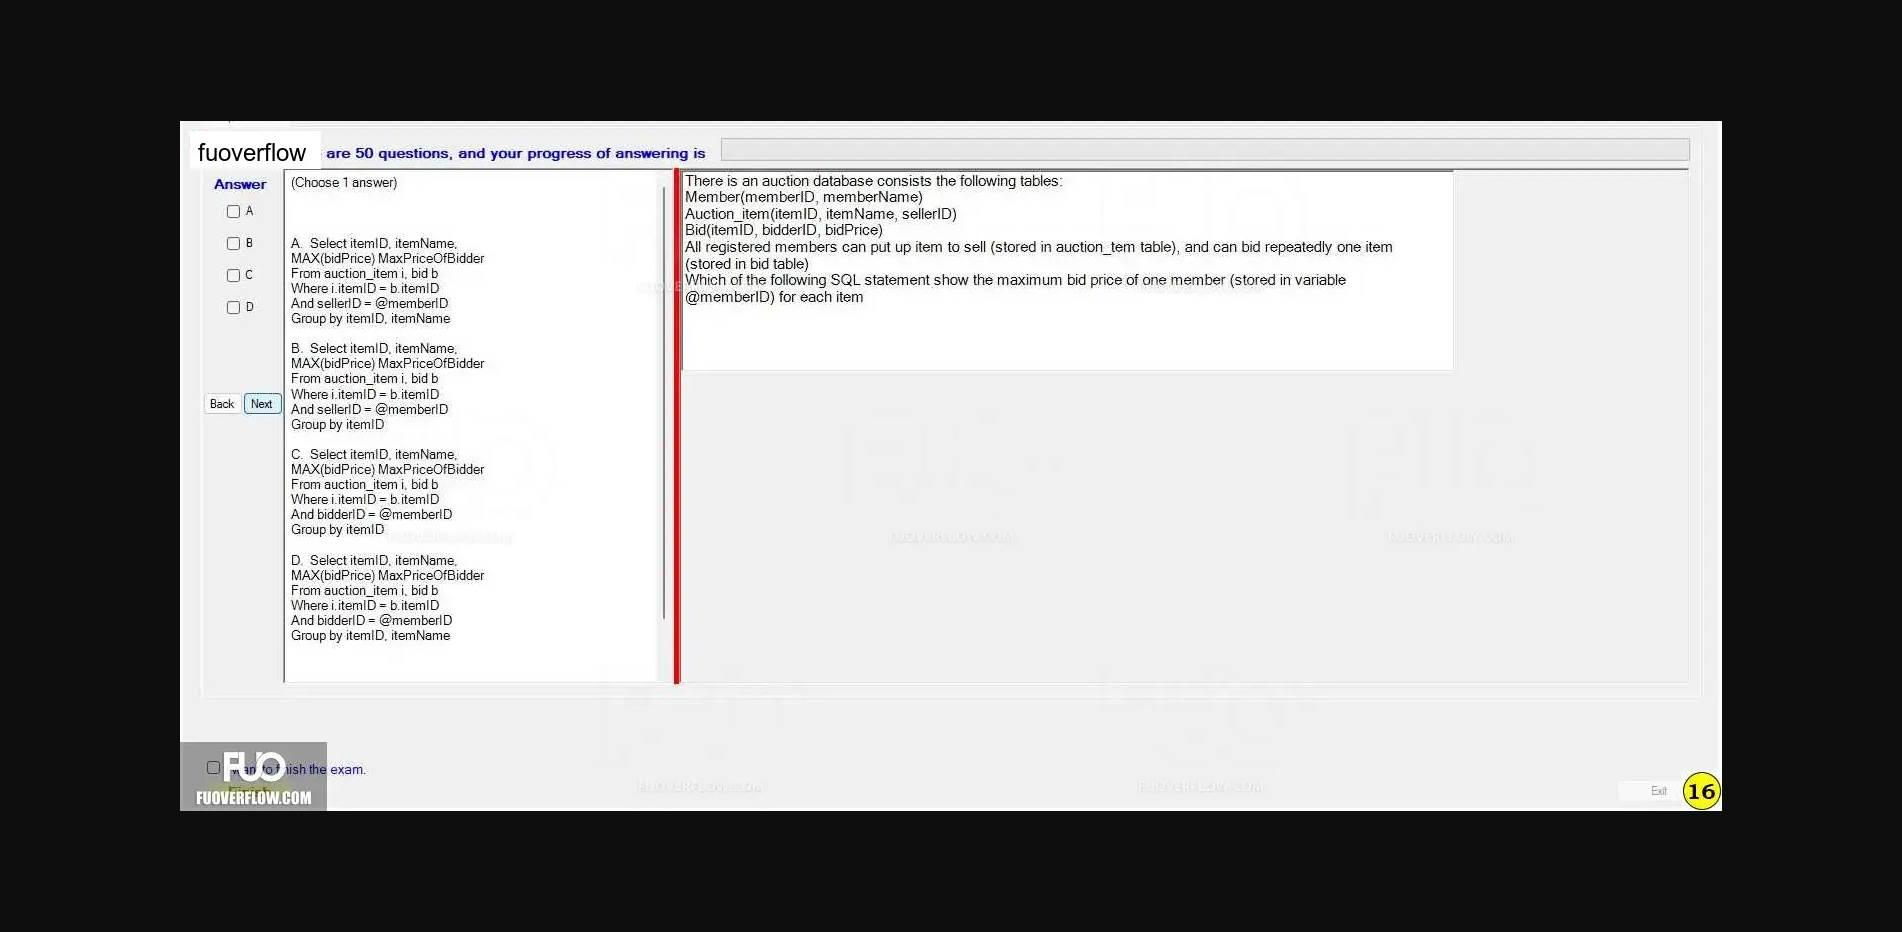 fuoverflow are 50 questions, and your progress of answering is
Answer
A
B
C
D
Back Next
(Choose 1 answer)
A. Select itemID, itemName,
MAX(bidPrice) MaxPriceOfBidder
From auction_item i, bid b
Where i.itemID = b.itemID
And sellerID = @memberID
Group by itemID, itemName
B. Select itemID, itemName,
MAX(bidPrice) MaxPriceOfBidder
From auction_item i, bid b
Where i.itemID = b.itemID
And sellerID = @memberID
Group by itemID
C. Select itemID, itemName,
MAX(bidPrice) MaxPriceOfBidder
From auction_item i, bid b
Where i.itemID = b.itemID
And bidderID = @memberID
Group by itemID
D. Select itemID, itemName,
MAX(bidPrice) MaxPriceOfBidder
From auction_item i, bid b
Where i.itemID = b.itemID
And bidderID = @memberID
Group by itemID, itemName
There is an auction database consists the following tables:
Member(memberID, memberName)
Auction_item(itemID, itemName, sellerID)
Bid(itemID, bidderID, bidPrice)
All registered members can put up item to sell (stored in auction_tem table), and can bid repeatedly one item
(stored in bid table)
Which of the following SQL statement show the maximum bid price of one member (stored in variable
@memberID) for each item
FUOVERFLOW.COM
FUOVERFLOW.COM
FUOVERFLOW.COM
FUOVERFLOW.COM
FUO
the exam.
FUOVERFLOW.COM
Exit
16